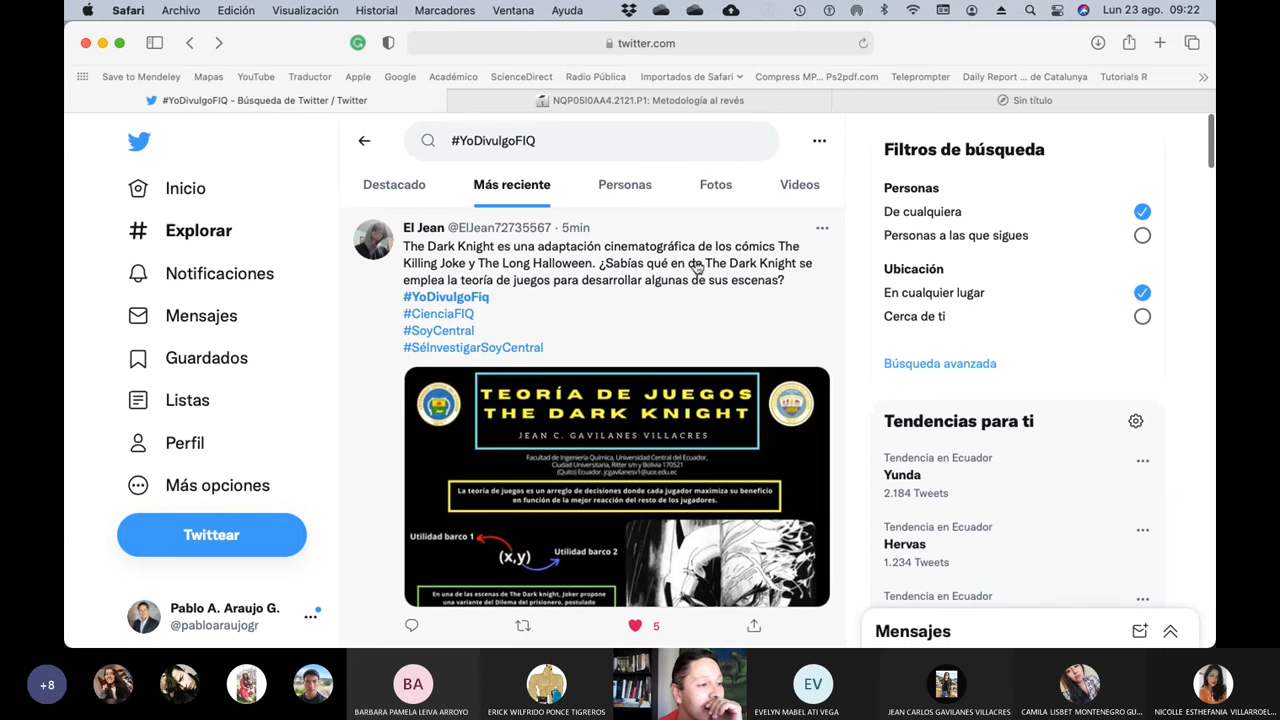 Safari Archivo Edición Visualización Historial Marcadores Ventana Ayuda Lun 23 ago. 09:22
twitter.com
Save to Mendeley Mapas YouTube Traductor Apple Google Académico ScienceDirect Radio Pública Importados de Safari Compress MP... Ps2pdf.com Teleprompter Daily Report ... de Catalunya Tutorials R
#YoDivulgoFIQ - Búsqueda de Twitter / Twitter
NQP05I0AA4.2121.P1: Metodología al revés
Sin título
#YoDivulgoFIQ
Destacado Más reciente Personas Fotos Videos
Inicio
Explorar
Notificaciones
Mensajes
Guardados
Listas
Perfil
Más opciones
Twittear
Pablo A. Araujo G.
@pabloaraujogr
El Jean @ElJean72735567 · 5min
The Dark Knight es una adaptación cinematográfica de los cómics The
Killing Joke y The Long Halloween. ¿Sabías qué en de The Dark Knight se
emplea la teoría de juegos para desarrollar algunas de sus escenas?
#YoDivulgoFiq
#CienciaFIQ
#SoyCentral
#SéInvestigarSoyCentral
TEORÍA DE JUEGOS
THE DARK KNIGHT
JEAN C. GAVILANES VILLACRES
Facultad de Ingeniería Química, Universidad Central del Ecuador,
Ciudad Universitaria, Ritter s/n y Bolivia 170521
(Quito) Ecuador. jcgavilanesv1@uce.edu.ec
La teoría de juegos es un arreglo de decisiones donde cada jugador maximiza su beneficio
en función de la mejor reacción del resto de los jugadores.
Utilidad barco 1
(x,y)
Utilidad barco 2
En una de las escenas de The Dark knight, Joker propone
una variante del Dilema del prisionero, postulado
5
Filtros de búsqueda
Personas
De cualquiera
Personas a las que sigues
Ubicación
En cualquier lugar
Cerca de ti
Búsqueda avanzada
Tendencias para ti
Tendencia en Ecuador
Yunda
2.184 Tweets
Tendencia en Ecuador
Hervas
1.234 Tweets
Tendencia en Ecuador
Mensajes
+8
BA
BARBARA PAMELA LEIVA ARROYO
ERICK WILFRIDO PONCE TIGREROS
EV
EVELYN MABEL ATI VEGA
JEAN CARLOS GAVILANES VILLACRES
CAMILA LISBET MONTENEGRO GU...
NICOLLE ESTHEFANIA VILLARROEL...